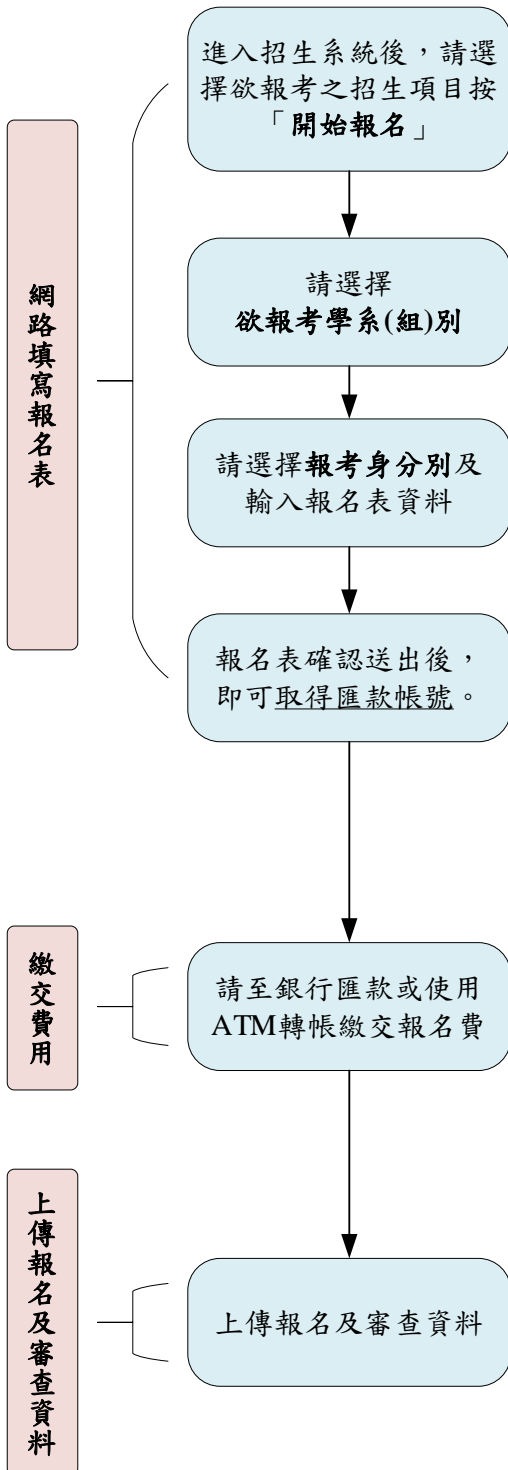 網路填寫報名表
進入招生系統後，請選
擇欲報考之招生項目按
「開始報名」
請選擇
欲報考學系(組)別
請選擇報考身分別及
輸入報名表資料
報名表確認送出後，
即可取得匯款帳號。
繳交費用
請至銀行匯款或使用
ATM轉帳繳交報名費
上傳報名及審查資料
上傳報名及審查資料